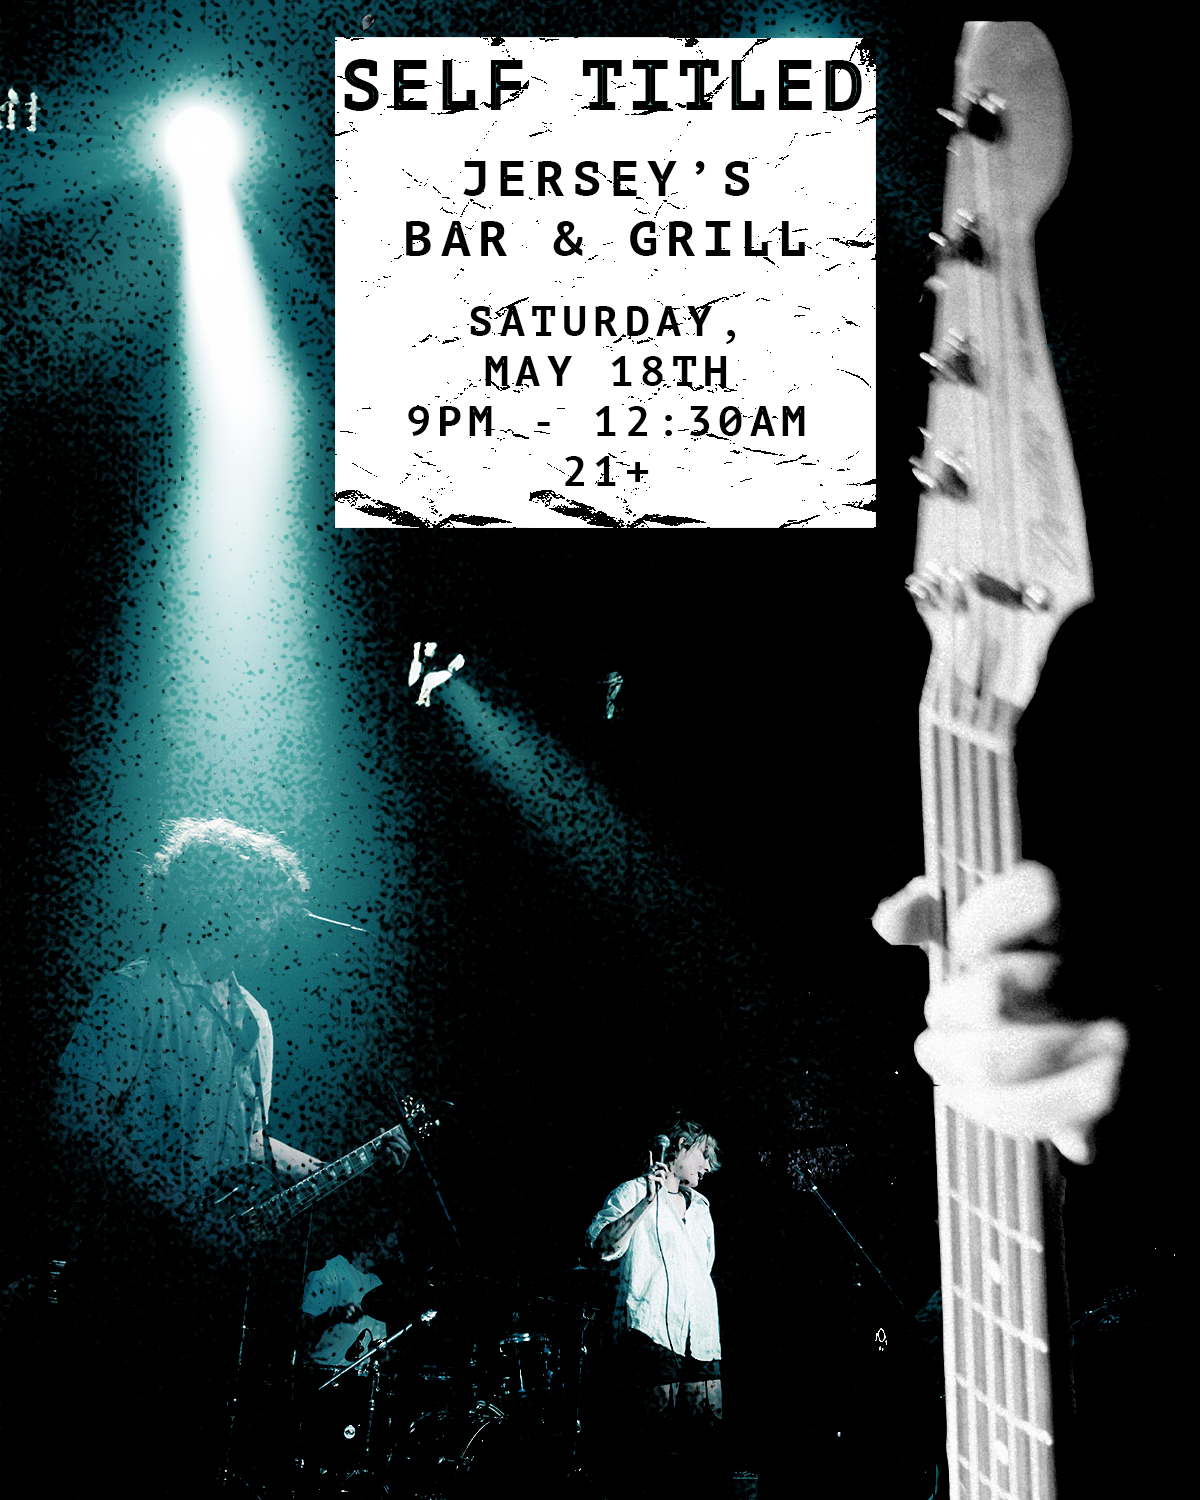 SELF TITLED
JERSEY’S
BAR & GRILL
SATURDAY,
MAY 18TH
9PM - 12:30AM
21+